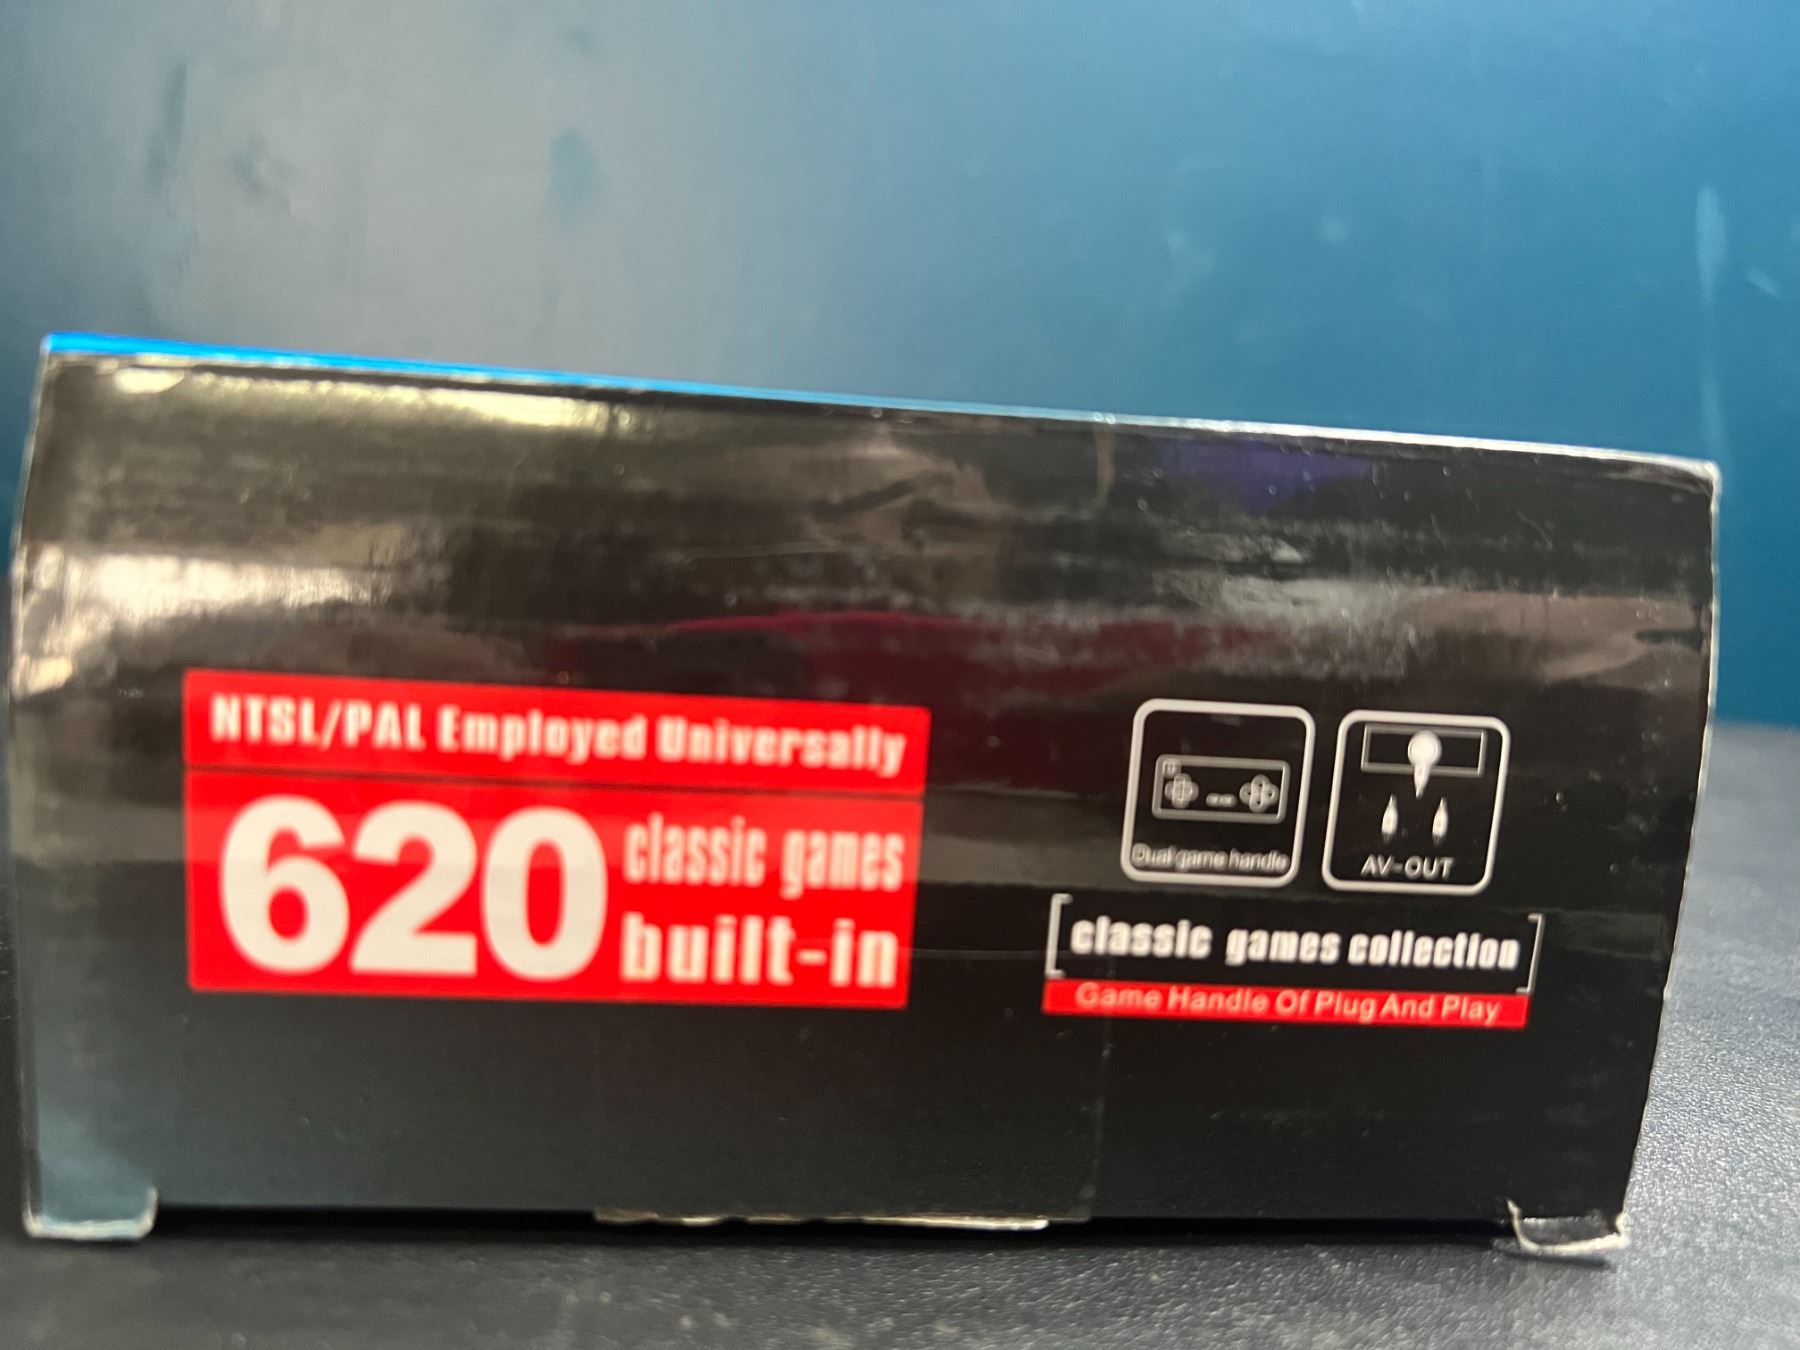 NTSL/PAL Employed Universally
620 classic games
built-in
Dual game handle
AV-OUT
classic games collection
Game Handle Of Plug And Play